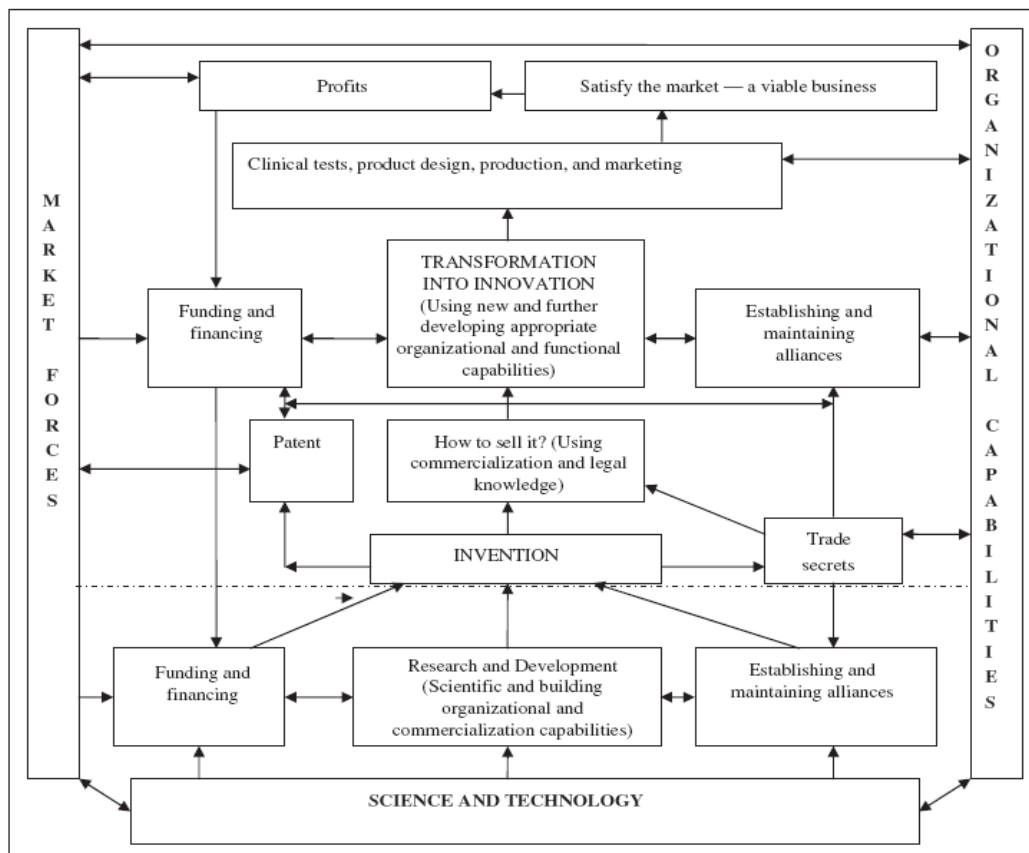 MARKET FORCES
ORGANIZATIONAL CAPABILITIES
Profits
Satisfy the market — a viable business
Clinical tests, product design, production, and marketing
TRANSFORMATION
INTO INNOVATION
(Using new and further
developing appropriate
organizational and functional
capabilities)
Funding and
financing
Establishing and
maintaining
alliances
Patent
How to sell it? (Using
commercialization and legal
knowledge)
INVENTION
Trade
secrets
Funding and
financing
Research and Development
(Scientific and building
organizational and
commercialization capabilities)
Establishing and
maintaining alliances
SCIENCE AND TECHNOLOGY